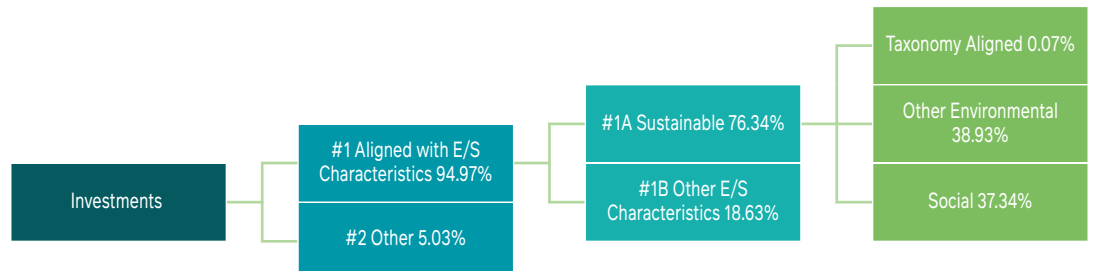 Investments
#1 Aligned with E/S
Characteristics 94.97%
#2 Other 5.03%
#1A Sustainable 76.34%
#1B Other E/S
Characteristics 18.63%
Taxonomy Aligned 0.07%
Other Environmental
38.93%
Social 37.34%